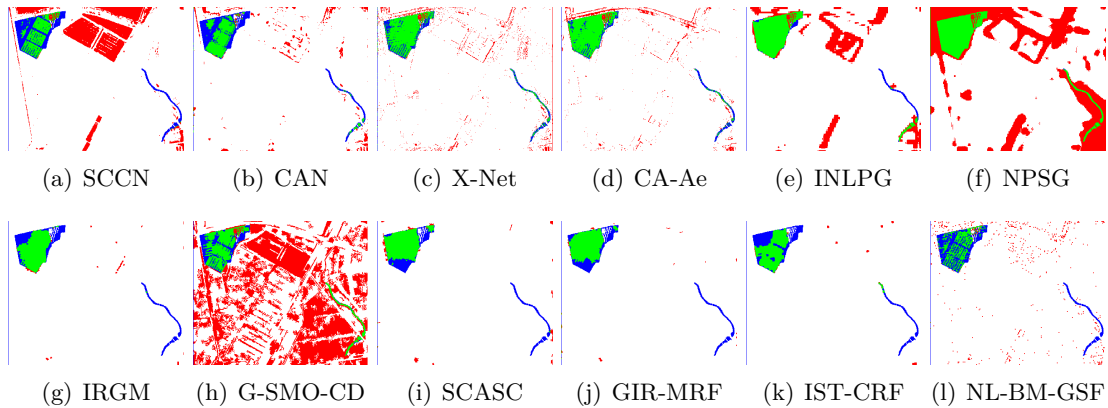 (a) SCCN (b) CAN (c) X-Net (d) CA-Ae (e) INLPG (f) NPSG
(g) IRGM (h) G-SMO-CD (i) SCASC (j) GIR-MRF (k) IST-CRF (l) NL-BM-GSF